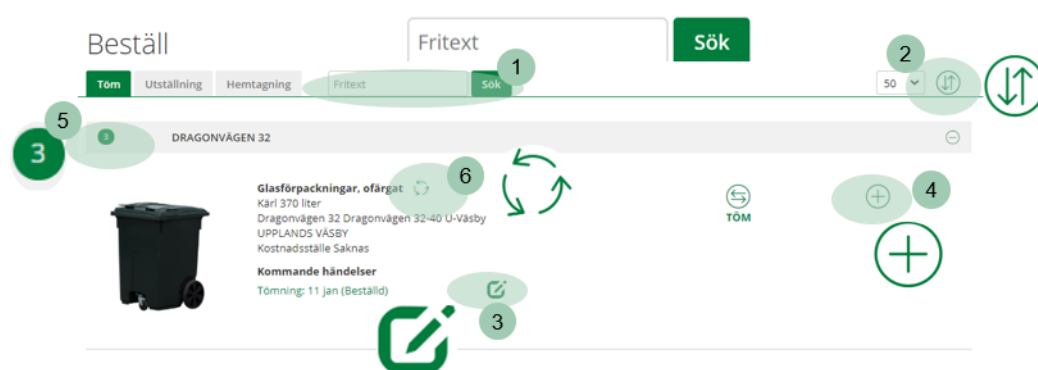 Beställ
Fritext
Sök
1
2
Töm
Utställning
Hemtagning
Fritext
Sök
50
5
3
3
DRAGONVÄGEN 32
6
4
Glasförpackningar, ofärgat
Kärl 370 liter
Dragonvägen 32 Dragonvägen 32-40 U-Väsby
UPPLANDS VÄSBY
Kostnadsställe Saknas
TÖM
Kommande händelser
Tömning: 11 jan (Beställd)
3